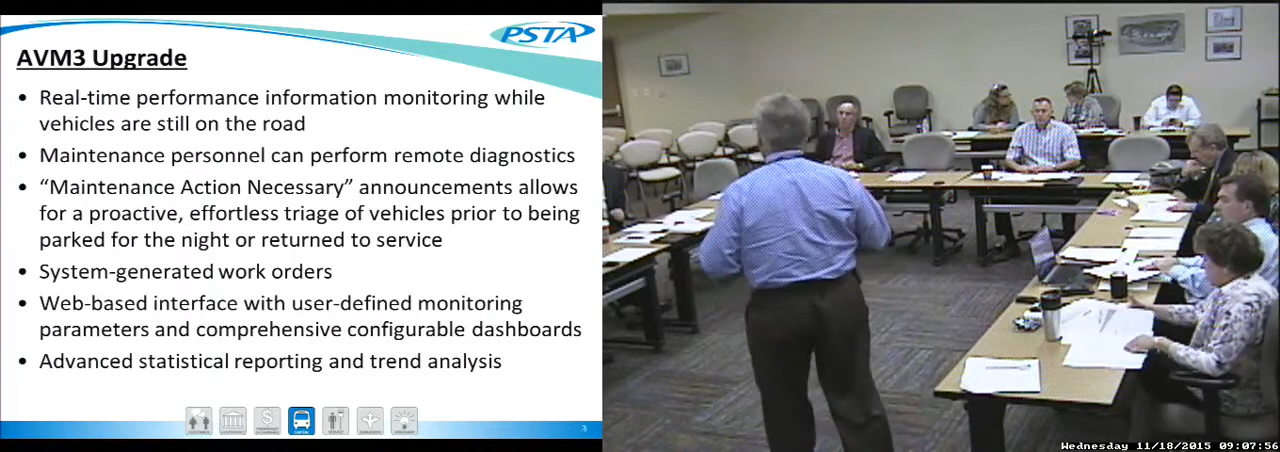 PSTA
AVM3 Upgrade
• Real-time performance information monitoring while
vehicles are still on the road
• Maintenance personnel can perform remote diagnostics
• “Maintenance Action Necessary” announcements allows
for a proactive, effortless triage of vehicles prior to being
parked for the night or returned to service
• System-generated work orders
• Web-based interface with user-defined monitoring
parameters and comprehensive configurable dashboards
• Advanced statistical reporting and trend analysis
CAPITAL
3
Wednesday 11/18/2015 09:07:56